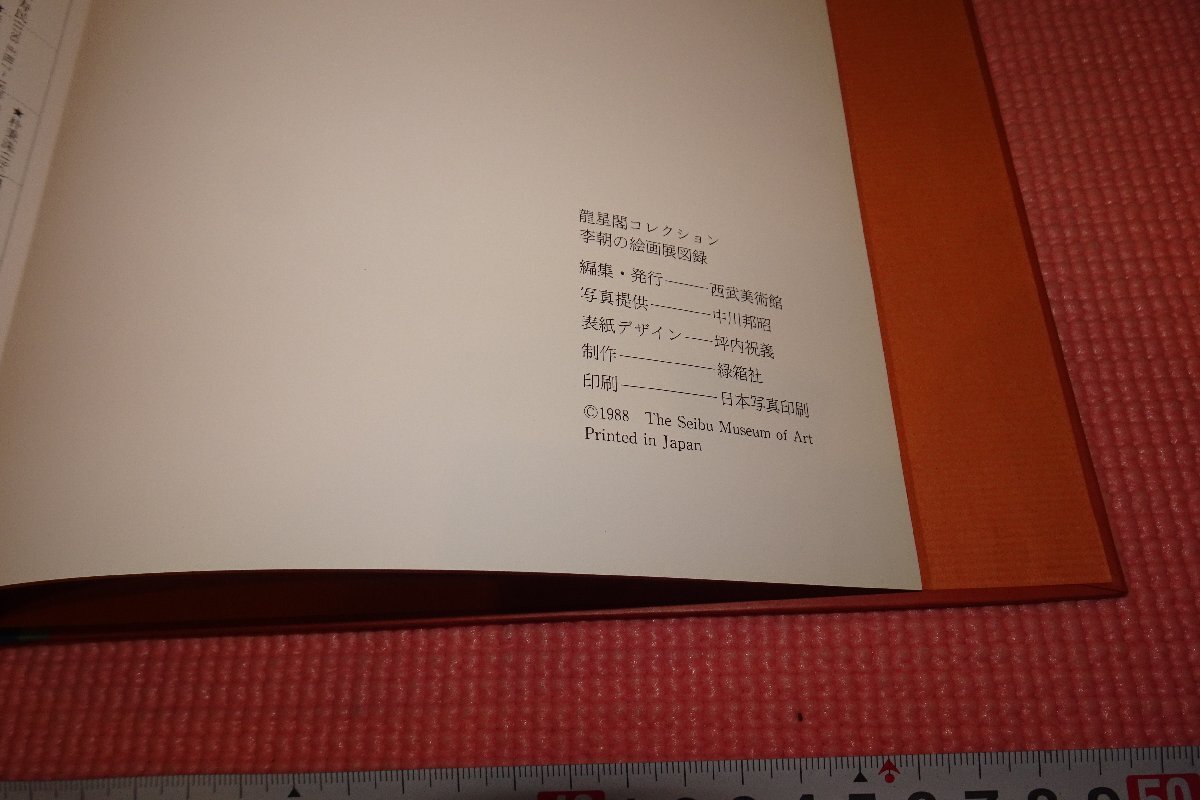 龍星閣コレクション
李朝の絵画展図録
編集・発行———西武美術館
写真提供————中川邦昭
表紙デザイン——坪内祝義
制作——————緑箱社
印刷——————日本写真印刷
©1988 The Seibu Museum of Art
Printed in Japan
50